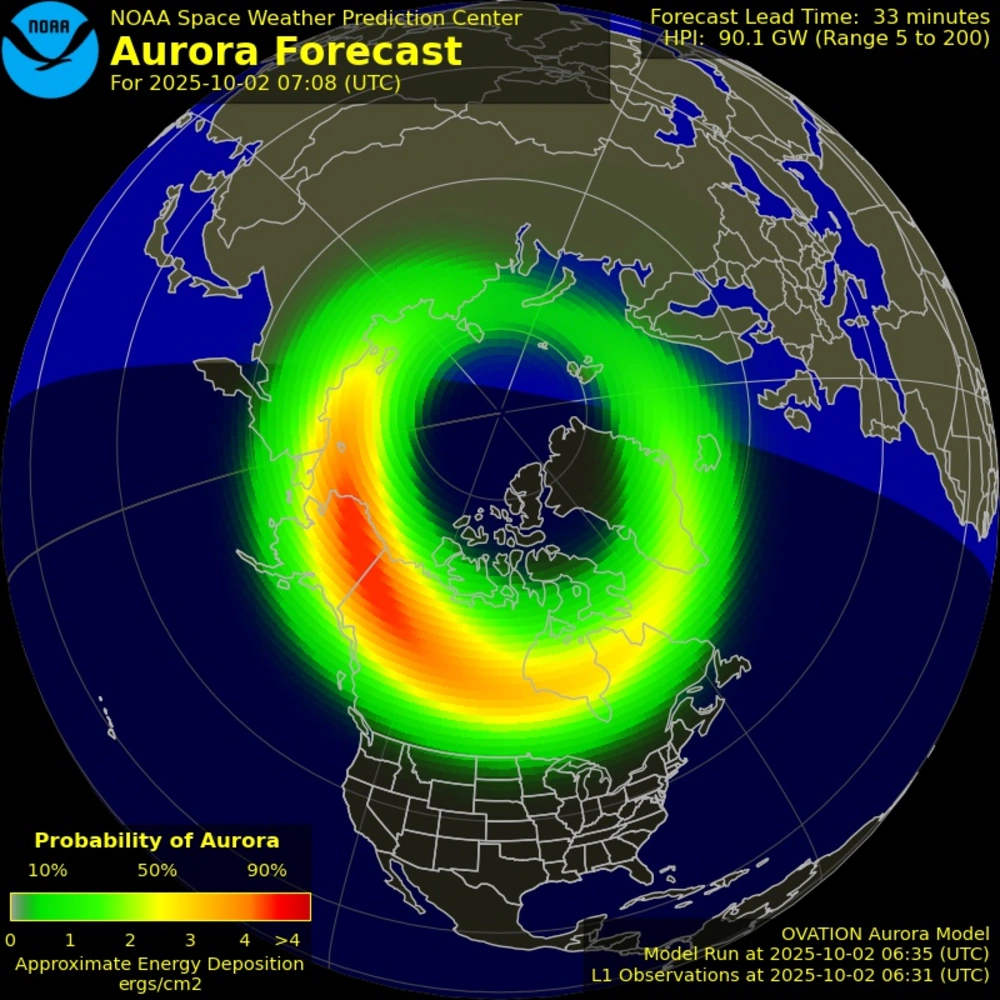 NOAA
NOAA Space Weather Prediction Center
Aurora Forecast
For 2025-10-02 07:08 (UTC)
Forecast Lead Time: 33 minutes
HPI: 90.1 GW (Range 5 to 200)
Probability of Aurora
10% 50% 90%
0 1 2 3 4 >4
Approximate Energy Deposition
ergs/cm2
OVATION Aurora Model
Model Run at 2025-10-02 06:35 (UTC)
L1 Observations at 2025-10-02 06:31 (UTC)